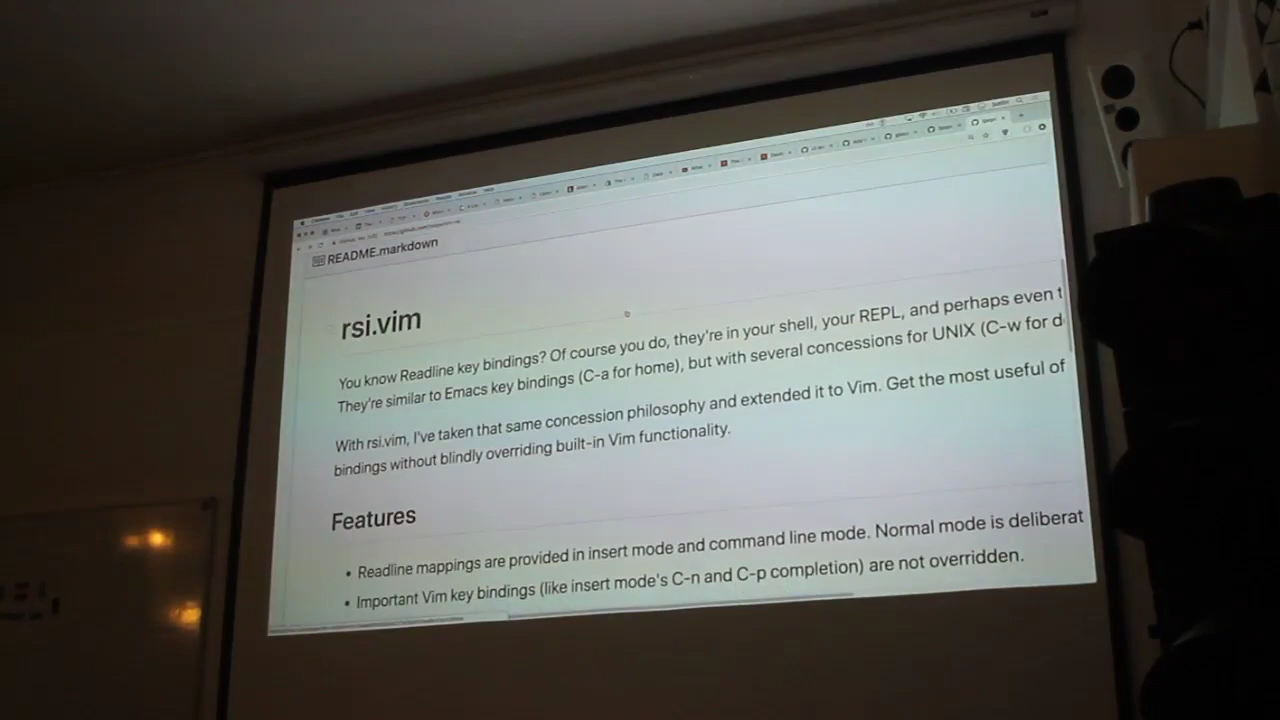 README.markdown
rsi.vim
You know Readline key bindings? Of course you do, they're in your shell, your REPL, and perhaps even t
They're similar to Emacs key bindings (C-a for home), but with several concessions for UNIX (C-w for d
With rsi.vim, I've taken that same concession philosophy and extended it to Vim. Get the most useful of
bindings without blindly overriding built-in Vim functionality.
Features
• Readline mappings are provided in insert mode and command line mode. Normal mode is deliberat
• Important Vim key bindings (like insert mode's C-n and C-p completion) are not overridden.